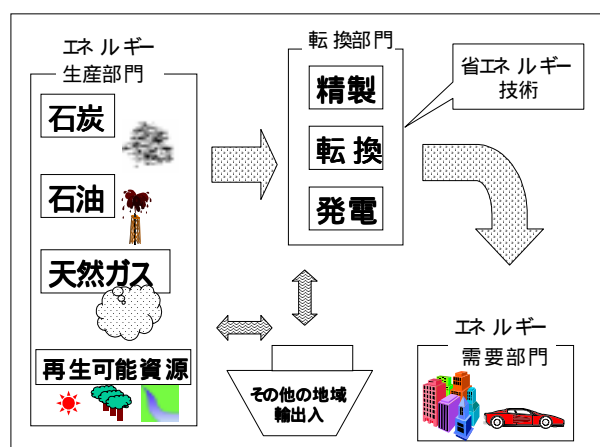 エネルギー
生産部門
石炭
石油
天然ガス
再生可能資源
転換部門
精製
転換
発電
省エネルギー
技術
その他の地域
輸出入
エネルギー
需要部門